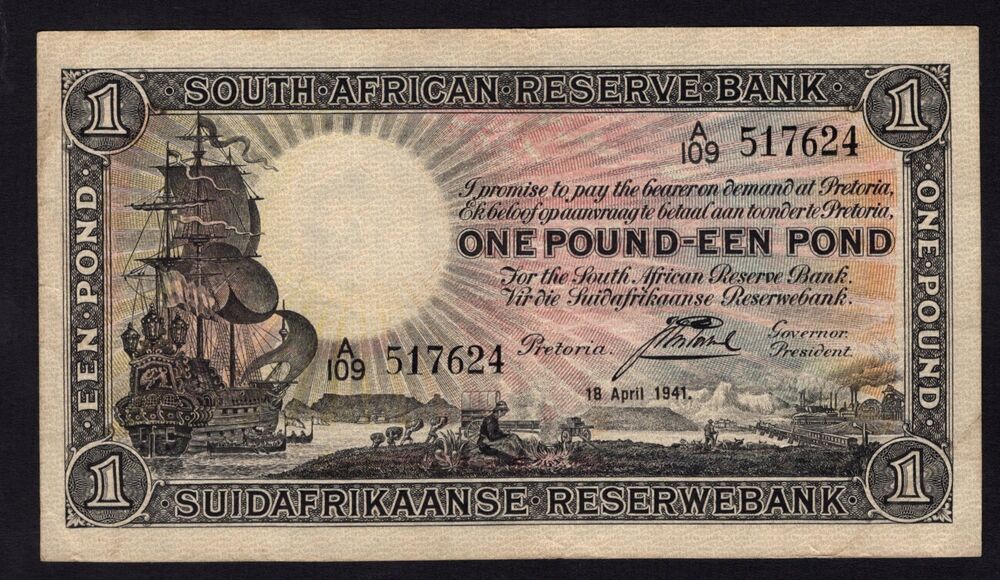 1 · SOUTH · AFRICAN · RESERVE · BANK · 1
A/109 517624
I promise to pay the bearer on demand at Pretoria,
Ek beloof op aanvraag te betaal aan toonder te Pretoria,
ONE POUND-EEN POND
For the South African Reserve Bank.
Vir die Suidafrikaanse Reserwebank.
A/109 517624
Pretoria.
Governor.
President.
18 April 1941.
· EEN · POND ·
· ONE · POUND ·
1 · SUIDAFRIKAANSE · RESERWEBANK · 1